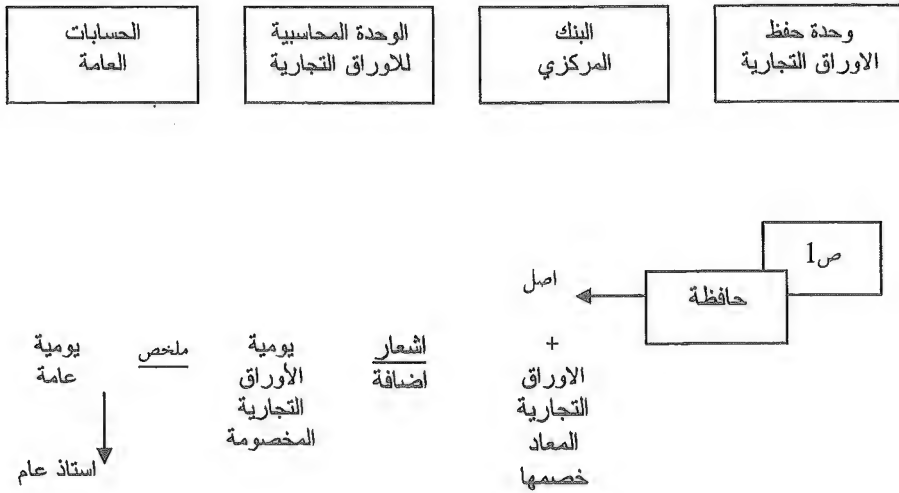 وحدة حفظ
الاوراق التجارية
البنك
المركزي
الوحدة المحاسبية
للاوراق التجارية
الحسابات
العامة
ص1
حافظة
اصل
+
الاوراق
التجارية
المعاد
خصمها
اشعار
اضافة
يومية
الأوراق
التجارية
المخصومة
ملخص
يومية
عامة
استاذ عام